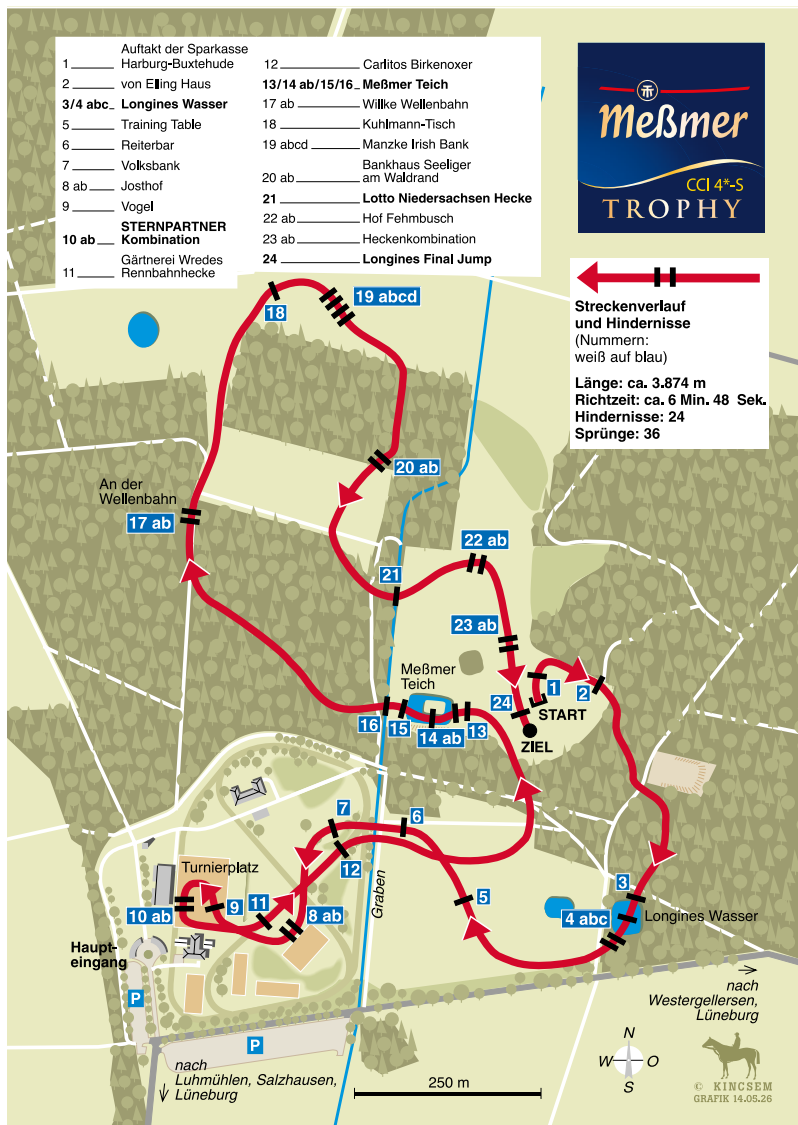 Auftakt der Sparkasse
1 Harburg-Buxtehude
2 von Elling Haus
3/4 abc Longines Wasser
5 Training Table
6 Reiterbar
7 Volksbank
8 ab Josthof
9 Vogel
STERNPARTNER
10 ab Kombination
Gärtnerei Wredes
11 Rennbahnhecke
12 Carlitos Birkenoxer
13/14 ab/15/16 Meßmer Teich
17 ab Willke Wellenbahn
18 Kuhlmann-Tisch
19 abcd Manzke Irish Bank
Bankhaus Seeliger
20 ab am Waldrand
21 Lotto Niedersachsen Hecke
22 ab Hof Fehmbusch
23 ab Heckenkombination
24 Longines Final Jump
Meßmer
CCI 4*-S
TROPHY
Streckenverlauf
und Hindernisse
(Nummern:
weiß auf blau)
Länge: ca. 3.874 m
Richtzeit: ca. 6 Min. 48 Sek.
Hindernisse: 24
Sprünge: 36
18
19 abcd
20 ab
An der
Wellenbahn
17 ab
22 ab
21
23 ab
Meßmer
Teich
1
2
24
START
16
15
14 ab
13
ZIEL
7
6
12
Turnierplatz
5
3
10 ab
9
11
8 ab
Graben
4 abc
Longines Wasser
Haupt-
eingang
P
P
nach
Westergellersen,
Lüneburg
nach
Luhmühlen, Salzhausen,
Lüneburg
250 m
N
W
O
S
© KINCSEM
GRAFIK 14.05.26